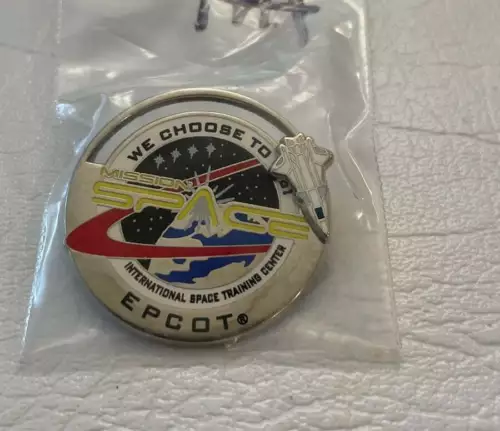 WE CHOOSE TO
MISSION:
SPACE
INTERNATIONAL SPACE TRAINING CENTER
EPCOT®